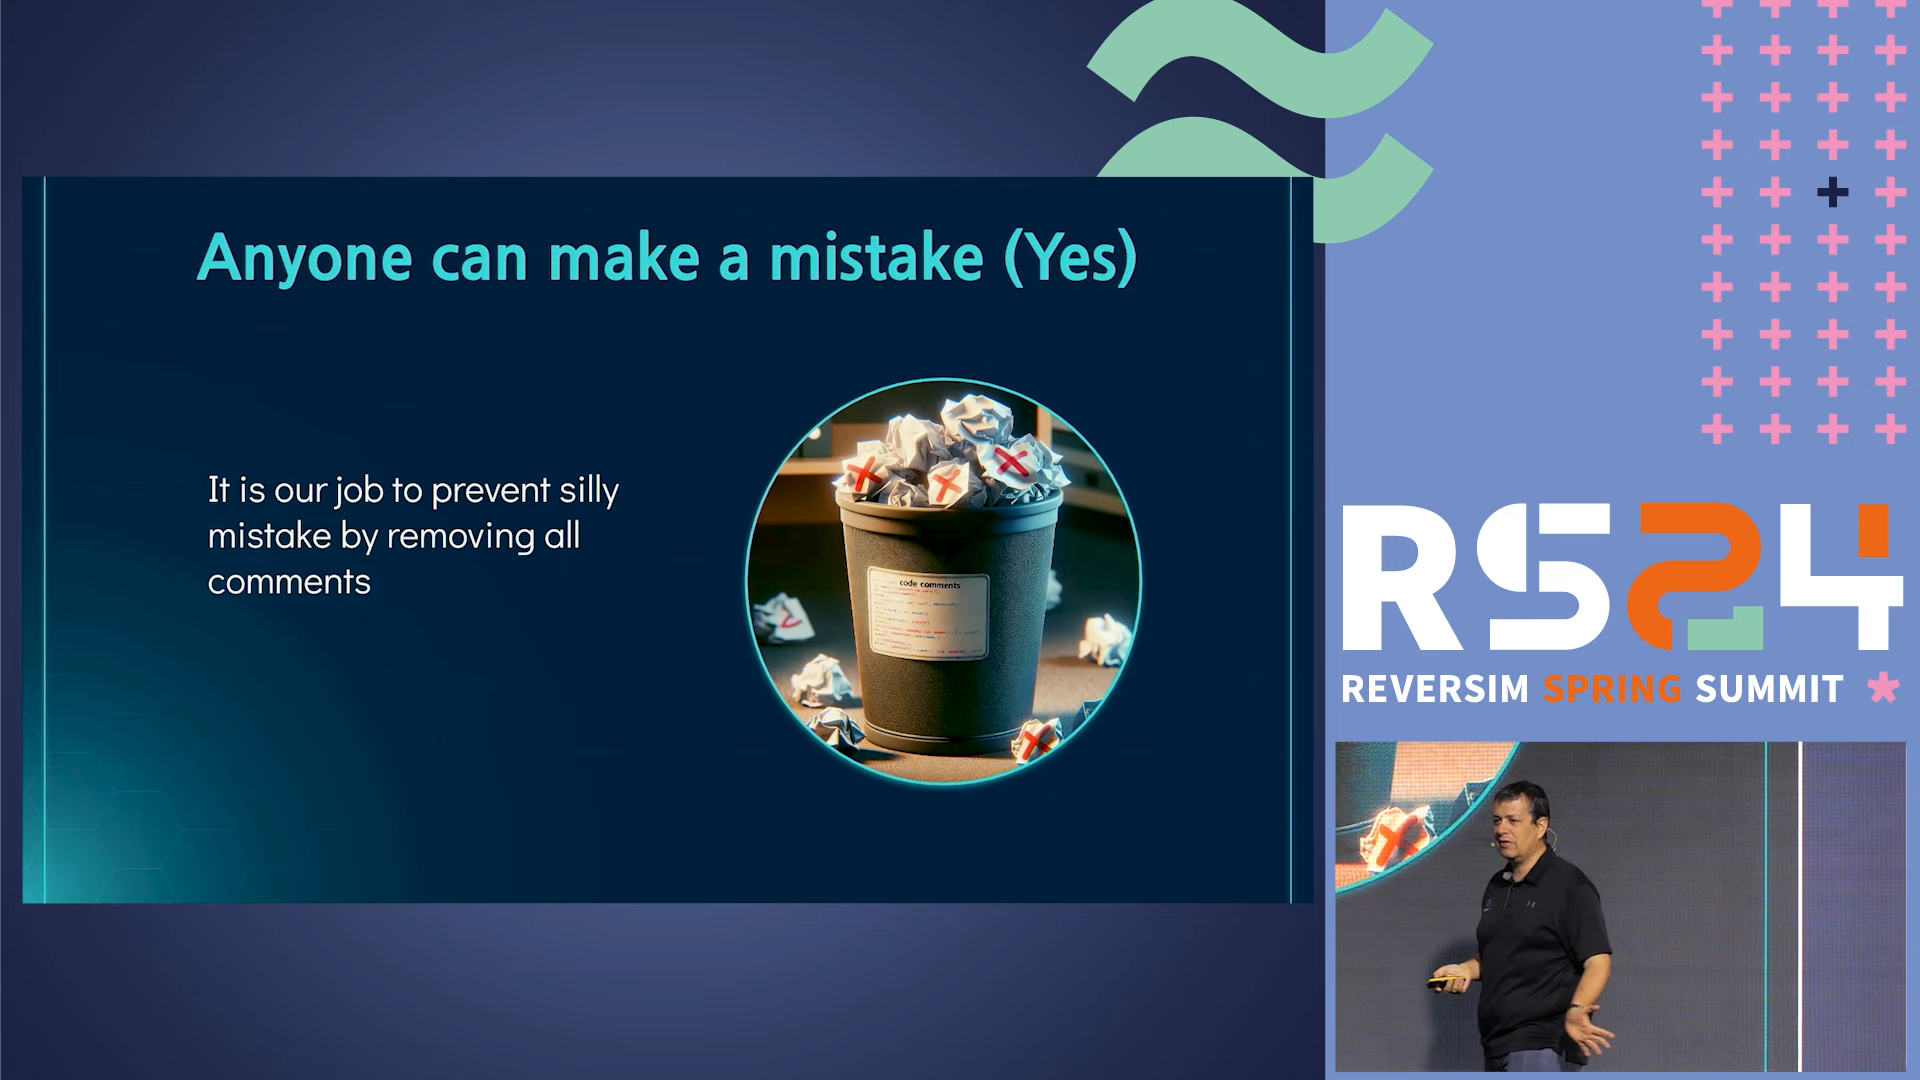 Anyone can make a mistake (Yes)
It is our job to prevent silly
mistake by removing all
comments
code comments
RS24
REVERSIM SPRING SUMMIT